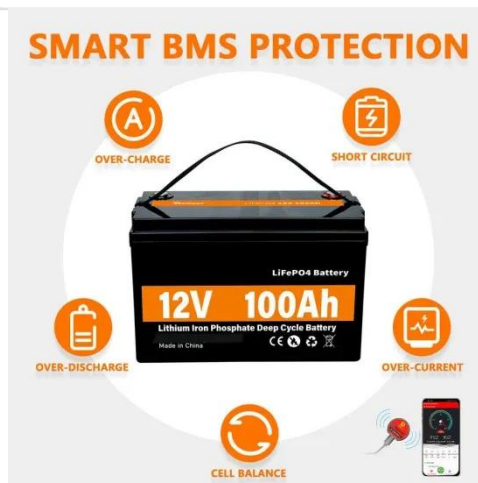 SMART BMS PROTECTION
OVER-CHARGE
SHORT CIRCUIT
LiFePO4 Battery
12V 100Ah
Lithium Iron Phosphate Deep Cycle Battery
Made in China
CE
OVER-DISCHARGE
OVER-CURRENT
CELL BALANCE